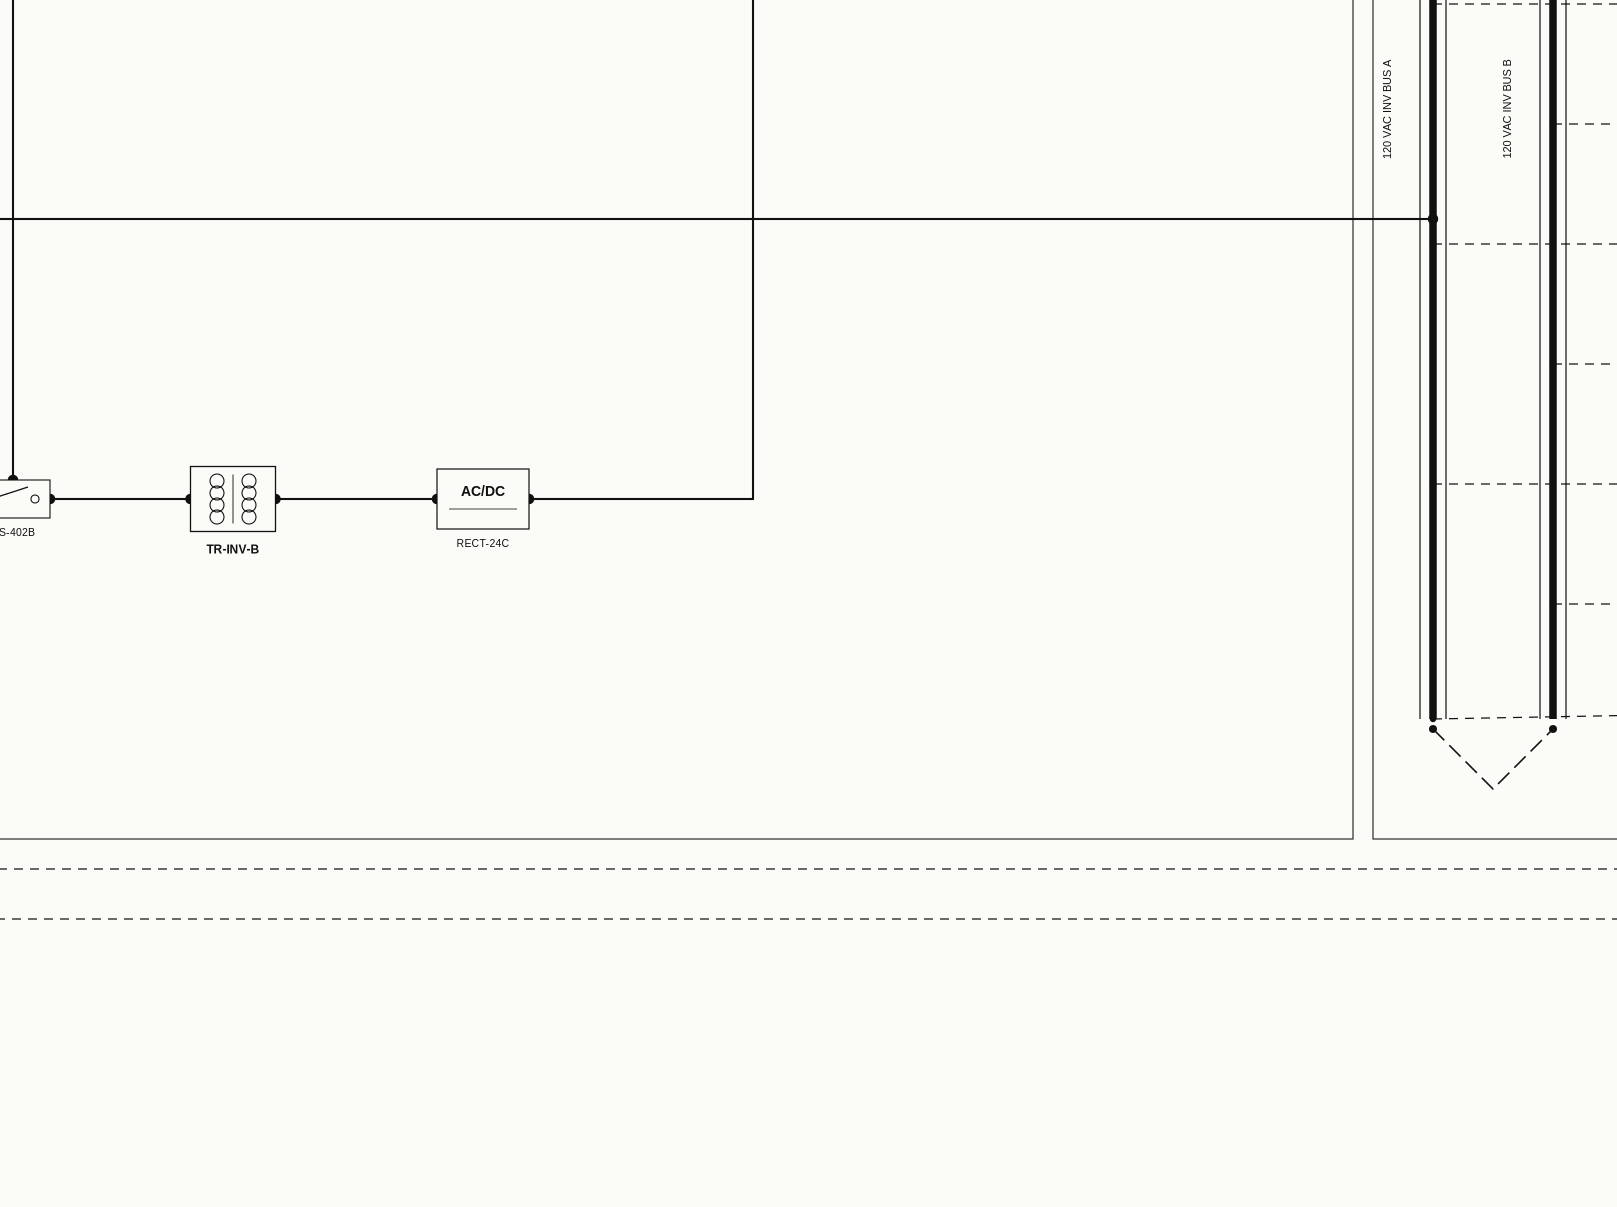 120 VAC INV BUS A
120 VAC INV BUS B
S-402B
TR-INV-B
AC/DC
RECT-24C